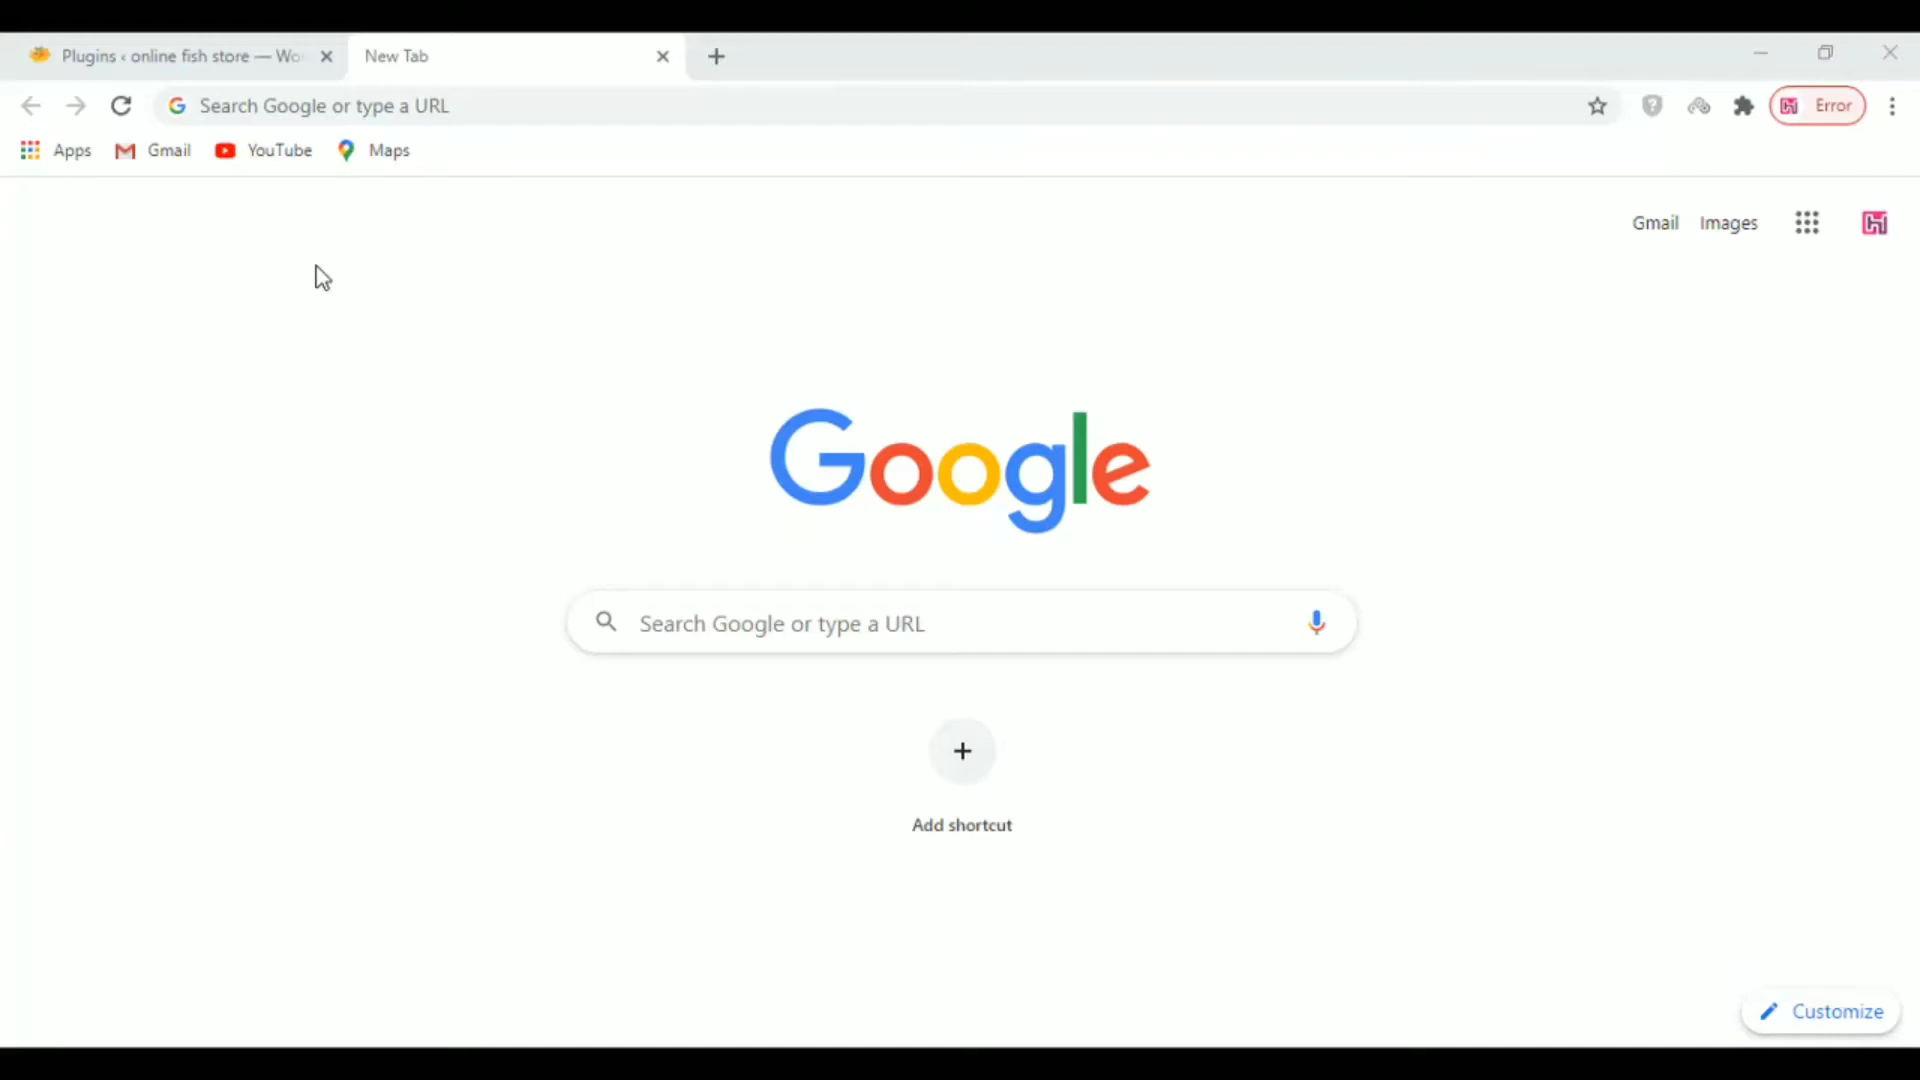 Plugins ‹ online fish store — Wo
New Tab
Search Google or type a URL
Error
Apps
Gmail
YouTube
Maps
Gmail
Images
Google
Search Google or type a URL
Add shortcut
Customize